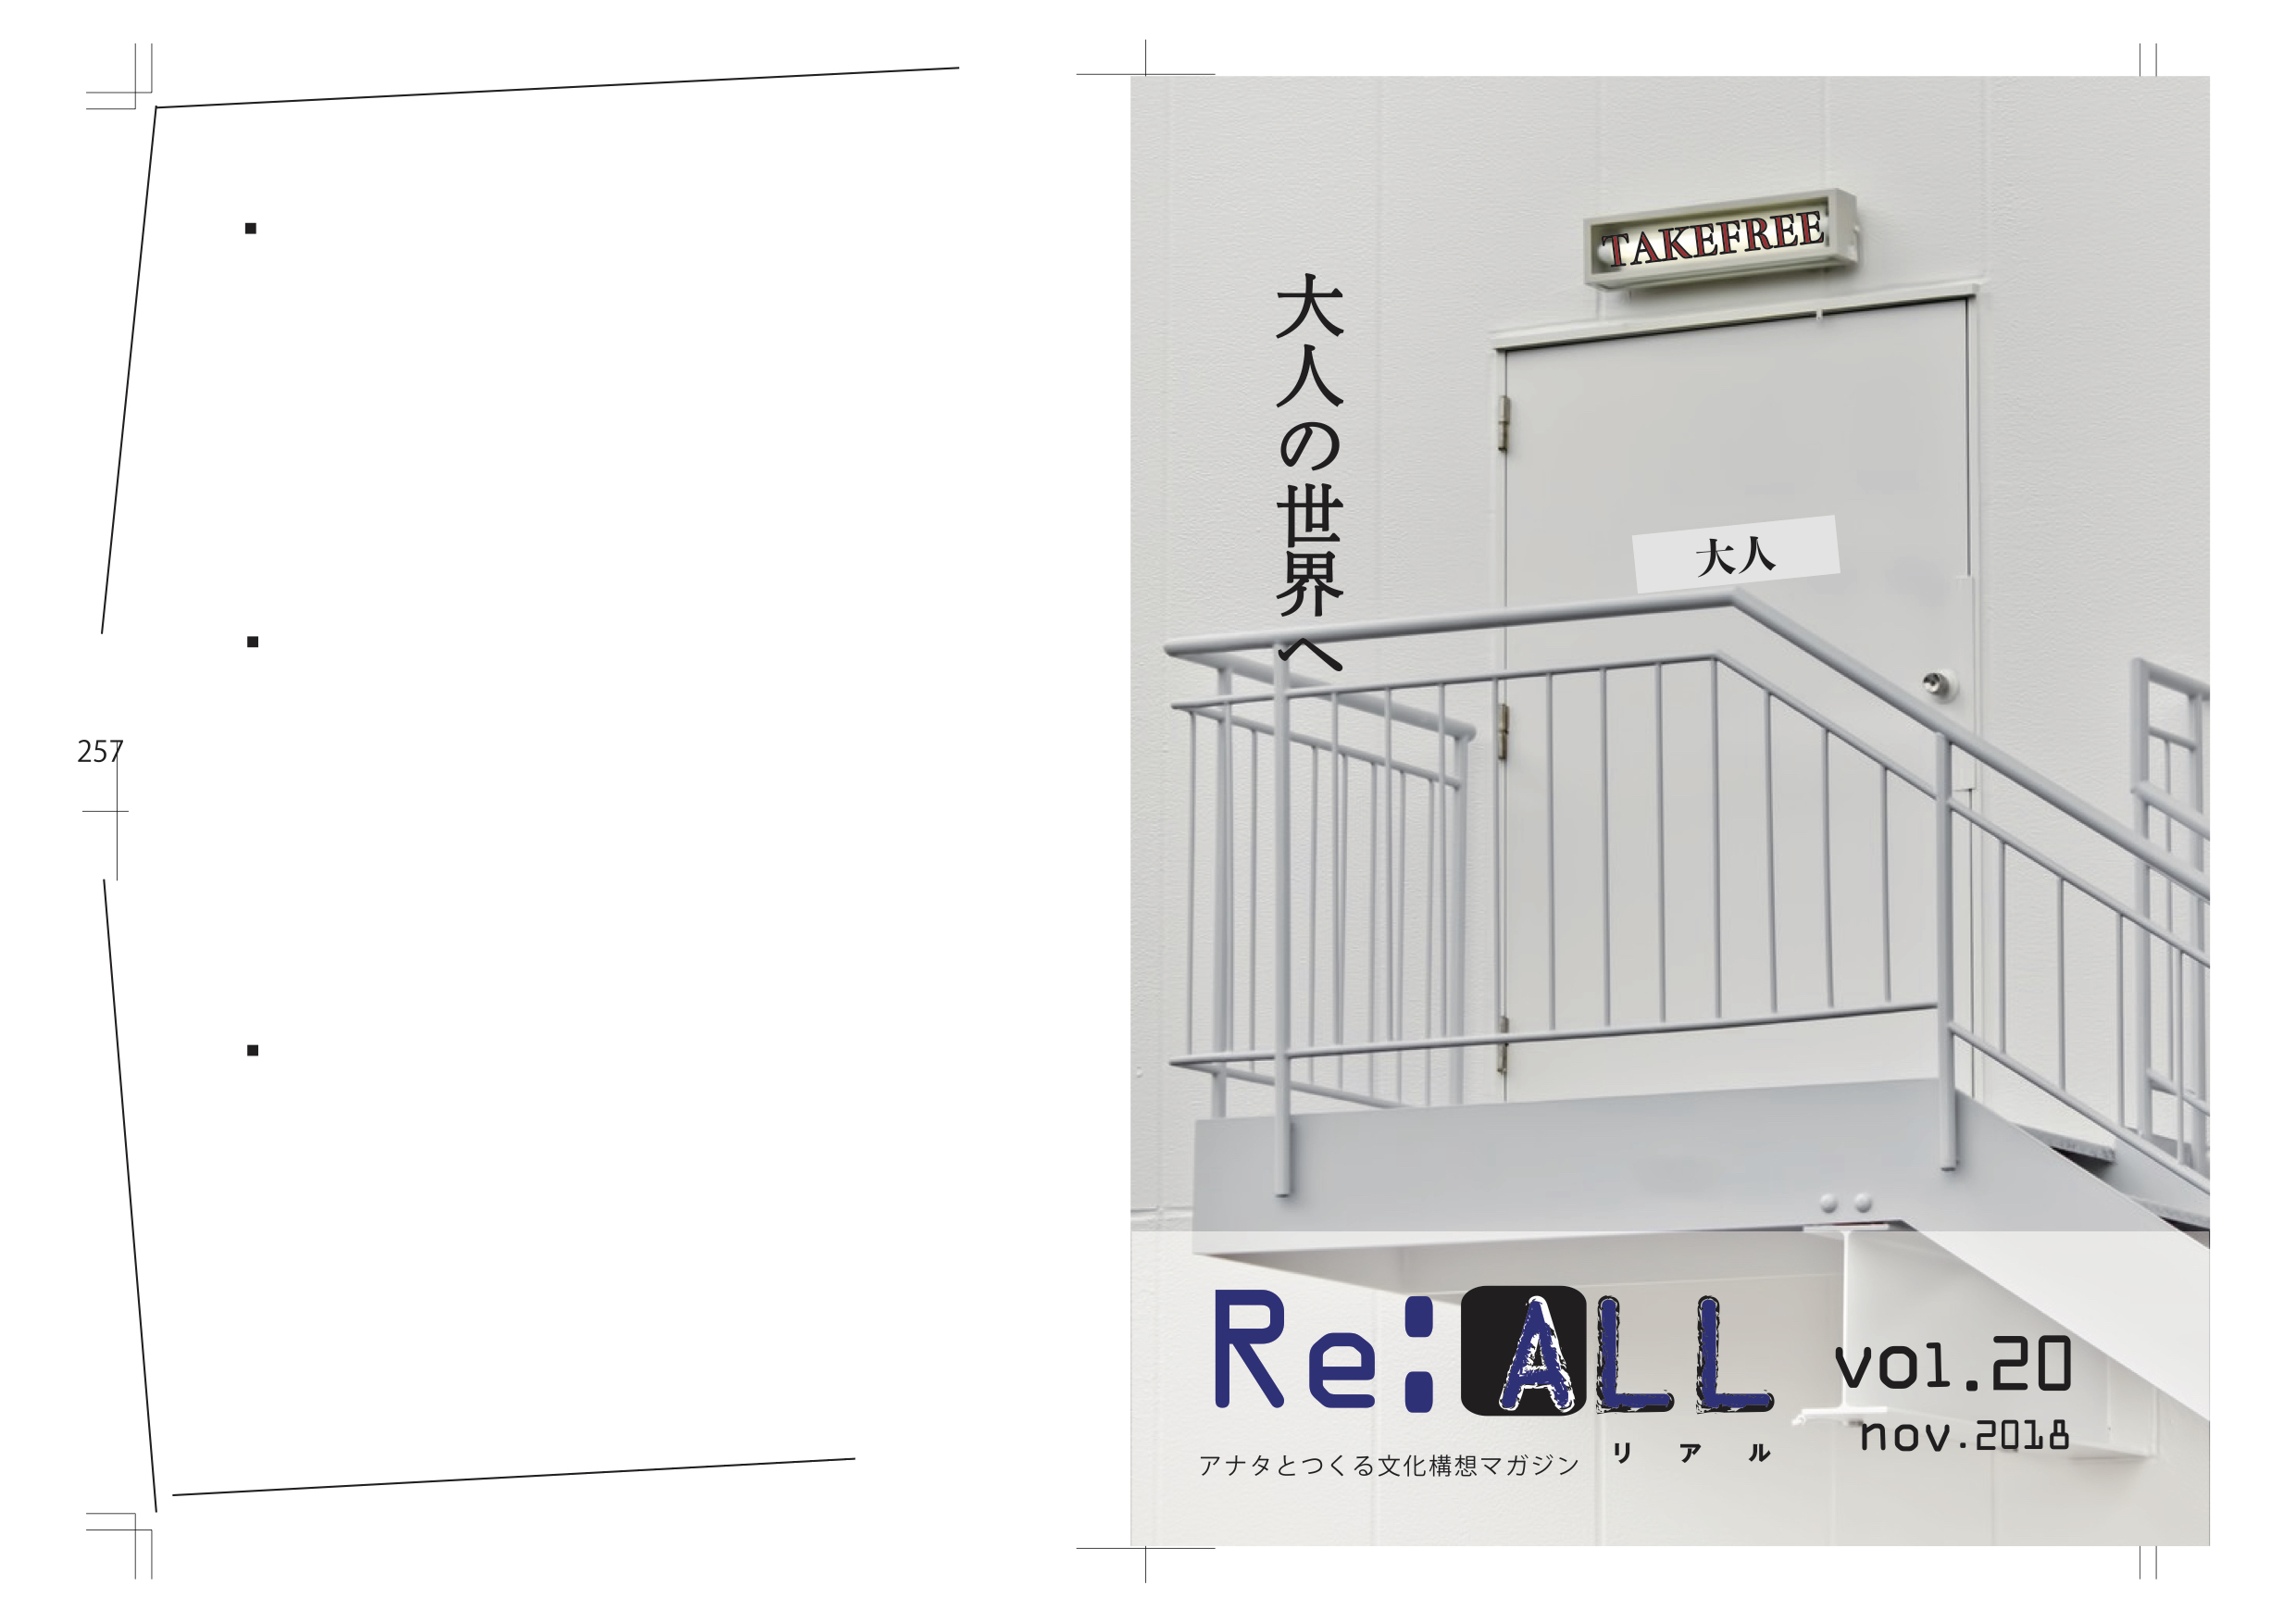 257
TAKEFREE
大人の世界へ
大人
Re:ALL
リアル
vol.20
nov.2018
アナタとつくる文化構想マガジン